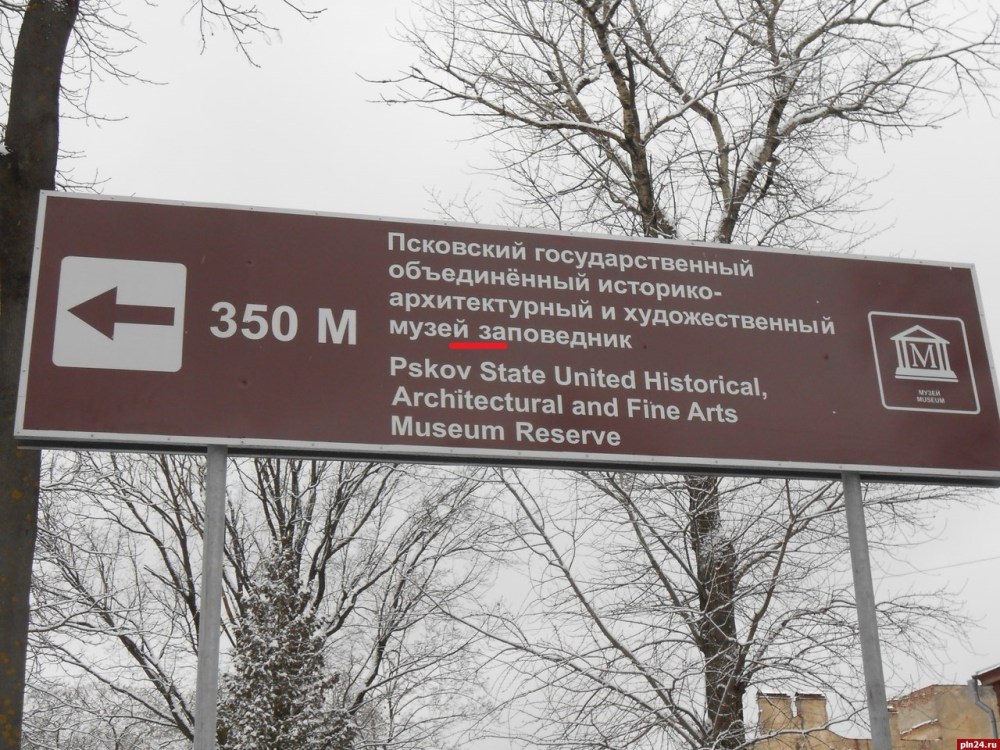 350 М
Псковский государственный
объединённый историко-
архитектурный и художественный
музей заповедник
Pskov State United Historical,
Architectural and Fine Arts
Museum Reserve
М
МУЗЕЙ
MUSEUM
pln24.ru